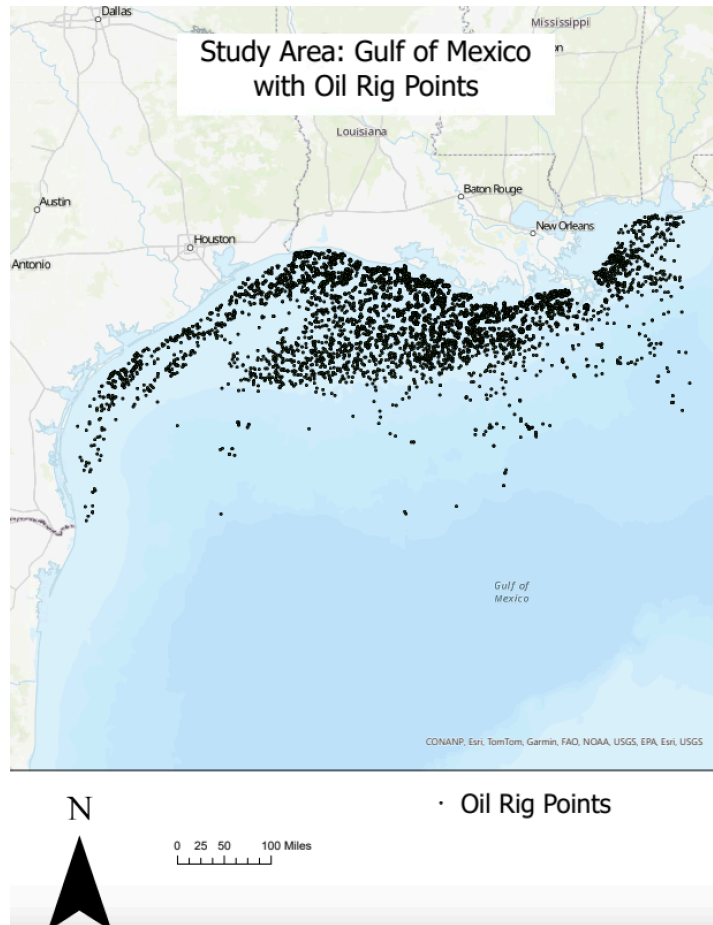 Dallas
Mississippi
Study Area: Gulf of Mexico
with Oil Rig Points
on
Louisiana
Baton Rouge
Austin
New Orleans
Houston
Antonio
Gulf of
Mexico
CONANP, Esri, TomTom, Garmin, FAO, NOAA, USGS, EPA, Esri, USGS
N
Oil Rig Points
0 25 50 100 Miles